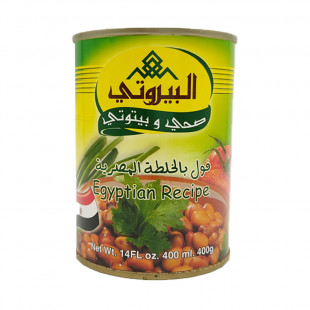 البيروتي
صحي و بيتوتي
فول بالخلطة المصرية
Egyptian Recipe
Net Wt. 14FL oz. 400 ml. 400g